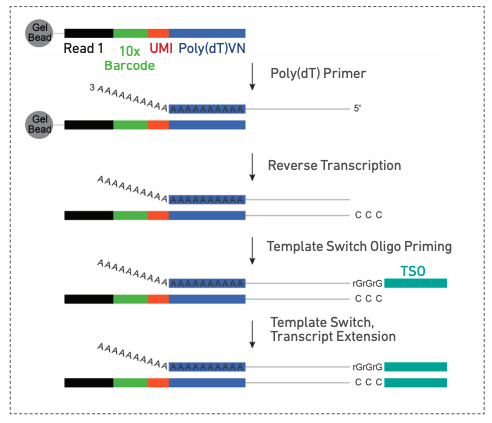 Gel
Bead
Read 1 10x UMI Poly(dT)VN
Barcode
Poly(dT) Primer
3 AAAAAAAAAA AAAAAAAAAA 5'
Gel
Bead
Reverse Transcription
AAAAAAAAAA AAAAAAAAAA
C C C
Template Switch Oligo Priming
TSO
AAAAAAAAAA AAAAAAAAAA rGrGrG
C C C
Template Switch,
Transcript Extension
AAAAAAAAAA AAAAAAAAAA rGrGrG
C C C